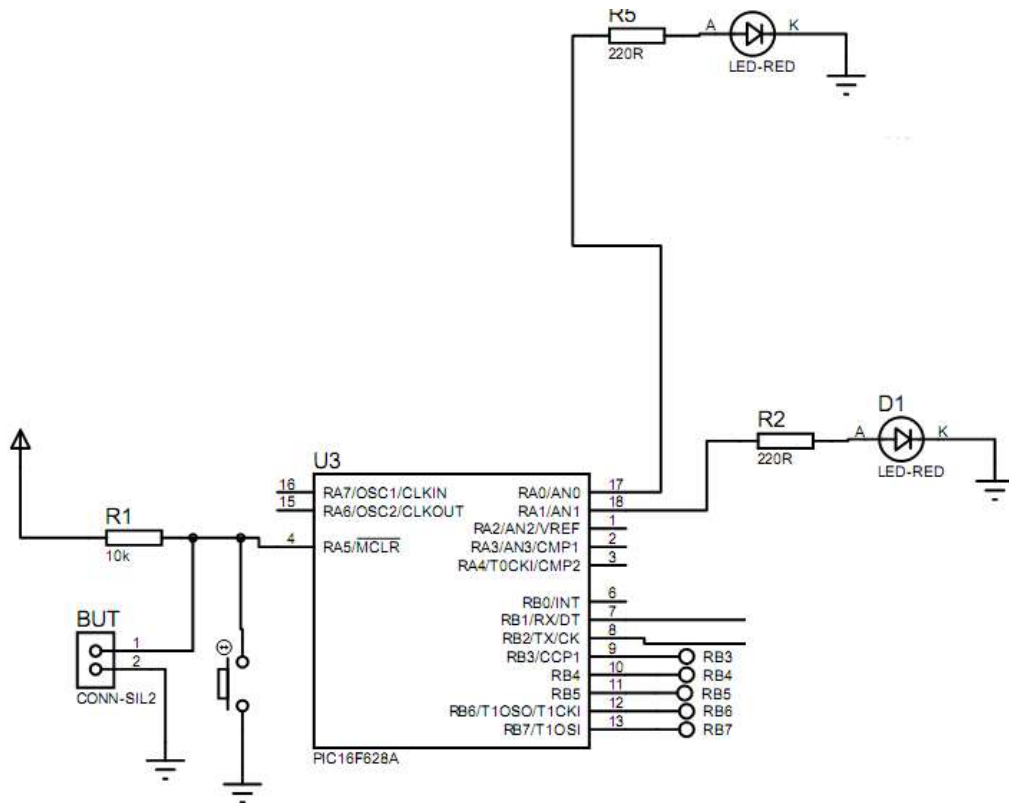 R5
220R
A
K
LED-RED
D1
R2
220R
A
K
LED-RED
U3
16 RA7/OSC1/CLKIN
15 RA6/OSC2/CLKOUT
4 RA5/MCLR
RA0/AN0 17
RA1/AN1 18
RA2/AN2/VREF 1
RA3/AN3/CMP1 2
RA4/T0CKI/CMP2 3
RB0/INT 6
RB1/RX/DT 7
RB2/TX/CK 8
RB3/CCP1 9 RB3
RB4 10 RB4
RB5 11 RB5
RB6/T1OSO/T1CKI 12 RB6
RB7/T1OSI 13 RB7
PIC16F628A
R1
10k
BUT
1
2
CONN-SIL2